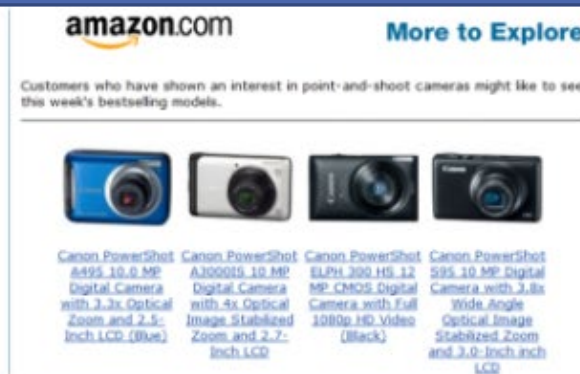 amazon.com
More to Explore
Customers who have shown an interest in point-and-shoot cameras might like to see
this week's bestselling models.
Canon PowerShot
A495 10.0 MP
Digital Camera
with 3.3x Optical
Zoom and 2.5-
Inch LCD (Blue)
Canon PowerShot
A3000IS 10 MP
Digital Camera
with 4x Optical
Image Stabilized
Zoom and 2.7-
Inch LCD
Canon PowerShot
ELPH 300 HS 12
MP CMOS Digital
Camera with Full
1080p HD Video
(Black)
Canon PowerShot
S95 10 MP Digital
Camera with 3.8x
Wide Angle
Optical Image
Stabilized Zoom
and 3.0-Inch inch
LCD